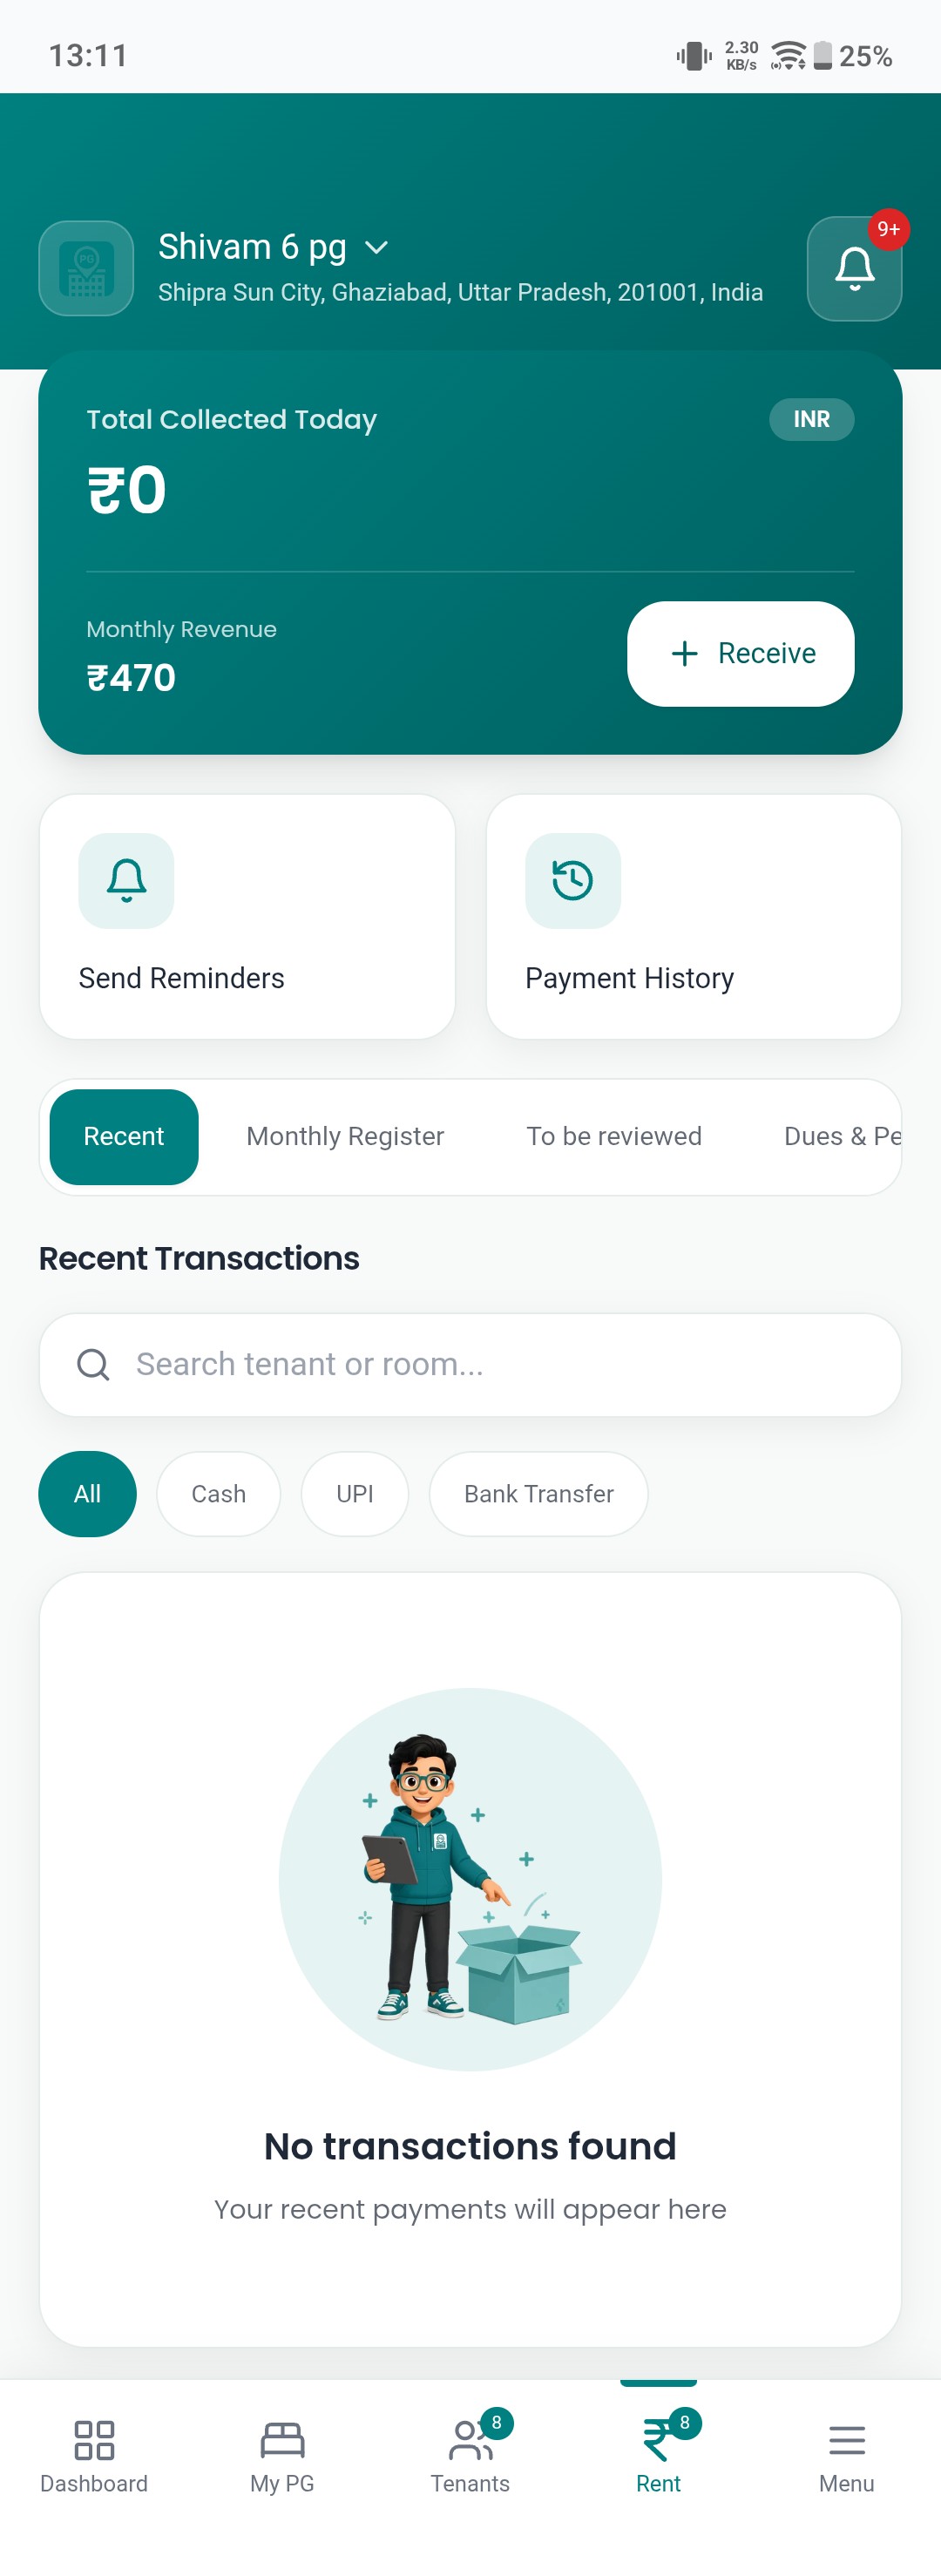 13:11
2.30
KB/s
25%
Shivam 6 pg
9+
PG
Shipra Sun City, Ghaziabad, Uttar Pradesh, 201001, India
Total Collected Today
INR
₹0
Monthly Revenue
₹470
+ Receive
Send Reminders
Payment History
Recent
Monthly Register
To be reviewed
Dues & Pe
Recent Transactions
Search tenant or room...
All
Cash
UPI
Bank Transfer
No transactions found
Your recent payments will appear here
8
8
Dashboard
My PG
Tenants
Rent
Menu